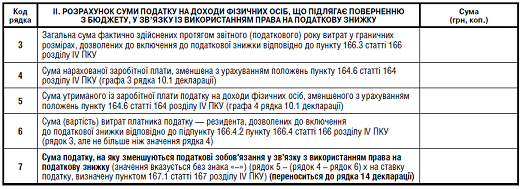 Код
рядка
ІІ. РОЗРАХУНОК СУМИ ПОДАТКУ НА ДОХОДИ ФІЗИЧНИХ ОСІБ, ЩО ПІДЛЯГАЄ ПОВЕРНЕННЮ
З БЮДЖЕТУ, У ЗВ’ЯЗКУ ІЗ ВИКОРИСТАННЯМ ПРАВА НА ПОДАТКОВУ ЗНИЖКУ
Сума
(грн, коп.)
3
Загальна сума фактично здійснених протягом звітного (податкового) року витрат у граничних
розмірах, дозволених до включення до податкової знижки відповідно до пункту 166.3 статті 166
розділу IV ПКУ
4
Сума нарахованої заробітної плати, зменшена з урахуванням положень пункту 164.6 статті 164
розділу IV ПКУ (графа 3 рядка 10.1 декларації)
5
Сума утриманого із заробітної плати податку на доходи фізичних осіб, зменшеного з урахуванням
положень пункту 164.6 статті 164 розділу IV ПКУ (графа 4 рядка 10.1 декларації)
6
Сума (вартість) витрат платника податку — резидента, дозволених до включення
до податкової знижки відповідно до підпункту 166.4.2 пункту 166.4 статті 166 розділу IV ПКУ
(рядок 3, але не більше ніж значення рядка 4)
7
Сума податку, на яку зменшуються податкові зобов’язання у зв’язку з використанням права на
податкову знижку (значення вказується без знака «–») (рядок 5 – (рядок 4 – рядок 6) х на ставку
податку, визначену пунктом 167.1 статті 167 розділу IV ПКУ) (переноситься до рядка 14 декларації)